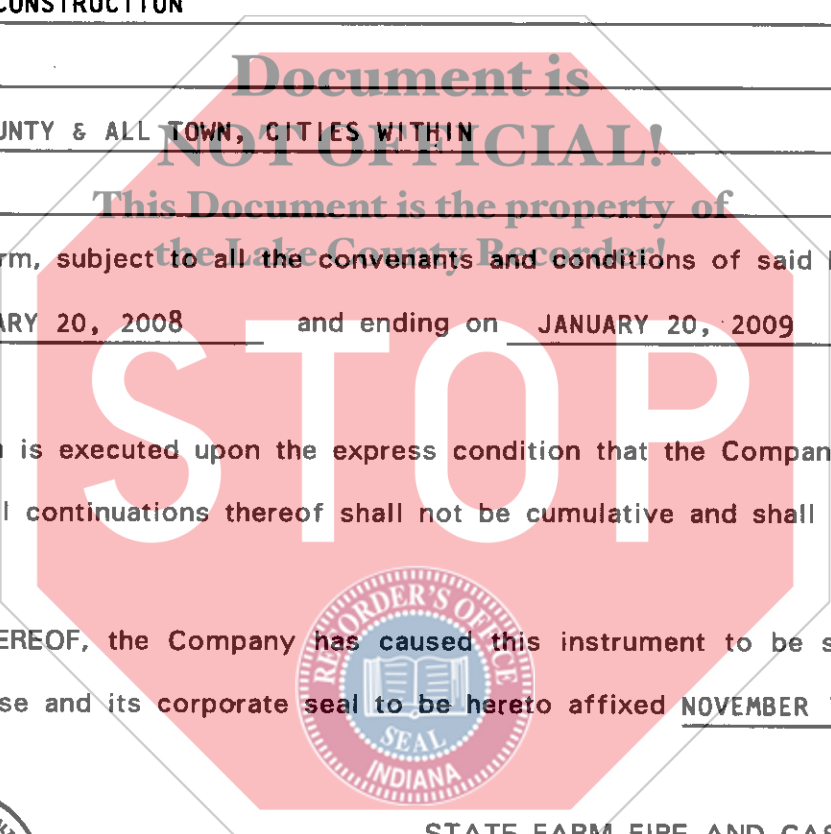 CONSTRUCTION
Document is
UNTY & ALL TOWN, CITIES WITHIN
NOT OFFICIAL!
This Document is the property of
the Lake County Recorder!
rm, subject to all the convenants and conditions of said
ARY 20, 2008 and ending on JANUARY 20, 2009
STOP
is executed upon the express condition that the Compan
l continuations thereof shall not be cumulative and shall
RECORDER'S OFFICE
EREOF, the Company has caused this instrument to be s
se and its corporate seal to be hereto affixed NOVEMBER
SEAL
INDIANA
STATE FARM FIRE AND CAS